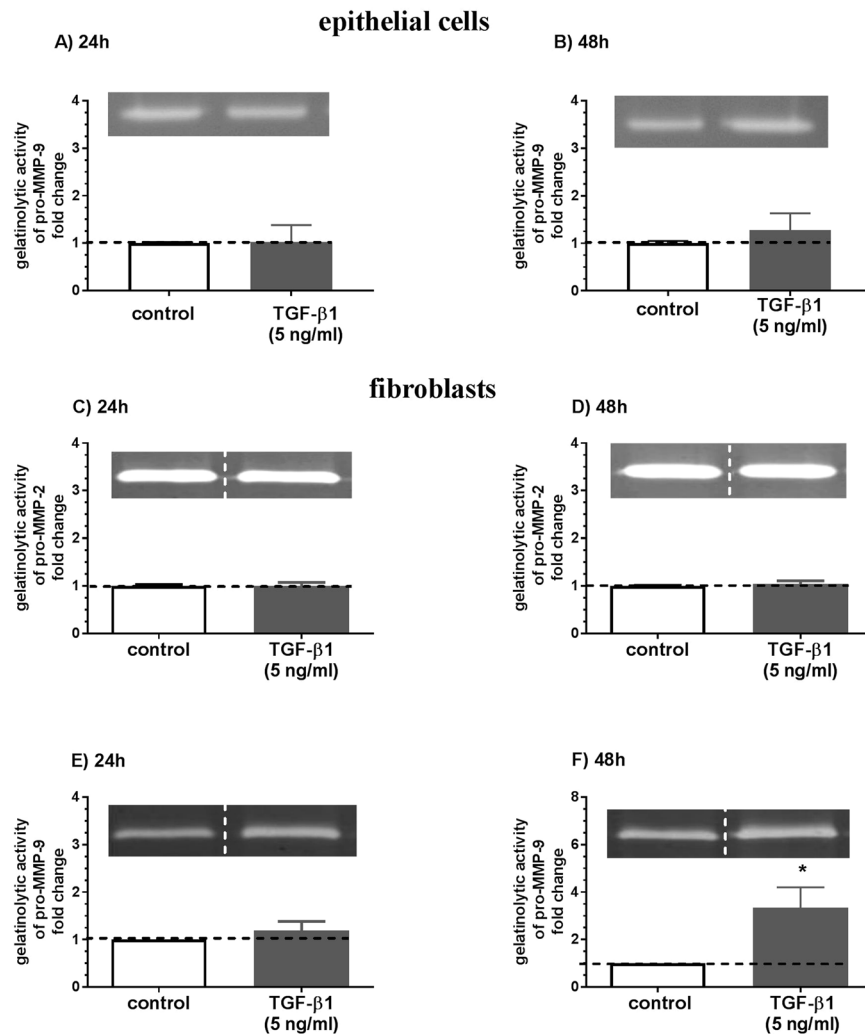 epithelial cells
A) 24h
gelatinolytic activity
of pro-MMP-9
fold change
4
3
2
1
0
control
TGF-β1
(5 ng/ml)
B) 48h
gelatinolytic activity
of pro-MMP-9
fold change
4
3
2
1
0
control
TGF-β1
(5 ng/ml)
fibroblasts
C) 24h
gelatinolytic activity
of pro-MMP-2
fold change
4
3
2
1
0
control
TGF-β1
(5 ng/ml)
D) 48h
gelatinolytic activity
of pro-MMP-2
fold change
4
3
2
1
0
control
TGF-β1
(5 ng/ml)
E) 24h
gelatinolytic activity
of pro-MMP-9
fold change
4
3
2
1
0
control
TGF-β1
(5 ng/ml)
F) 48h
gelatinolytic activity
of pro-MMP-9
fold change
8
6
4
2
0
*
control
TGF-β1
(5 ng/ml)